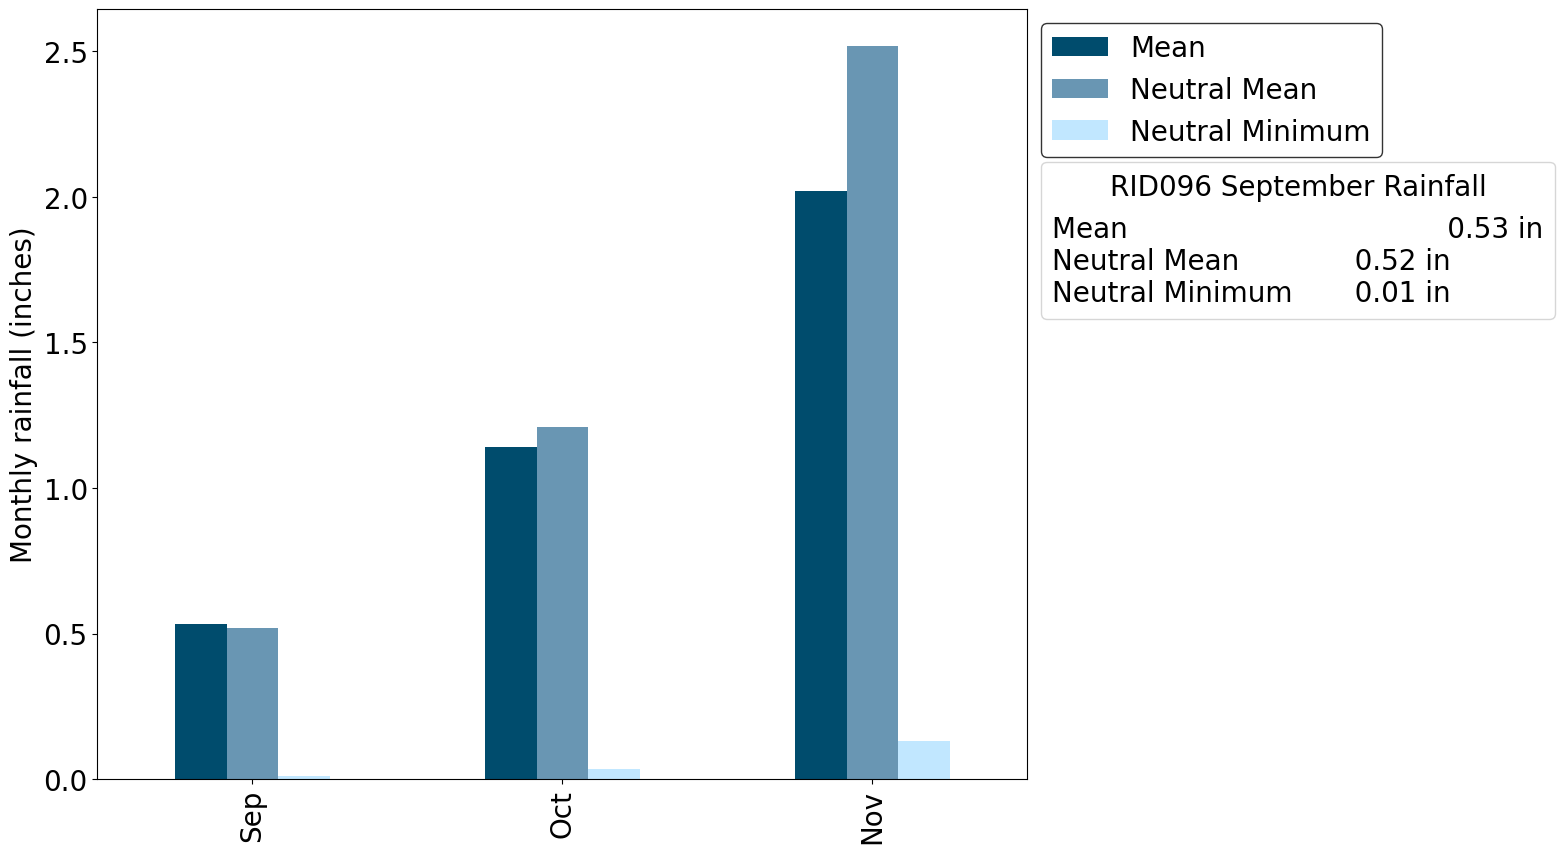 Monthly rainfall (inches)
2.5
2.0
1.5
1.0
0.5
0.0
Sep
Oct
Nov
Mean
Neutral Mean
Neutral Minimum
RID096 September Rainfall
Mean 0.53 in
Neutral Mean 0.52 in
Neutral Minimum 0.01 in